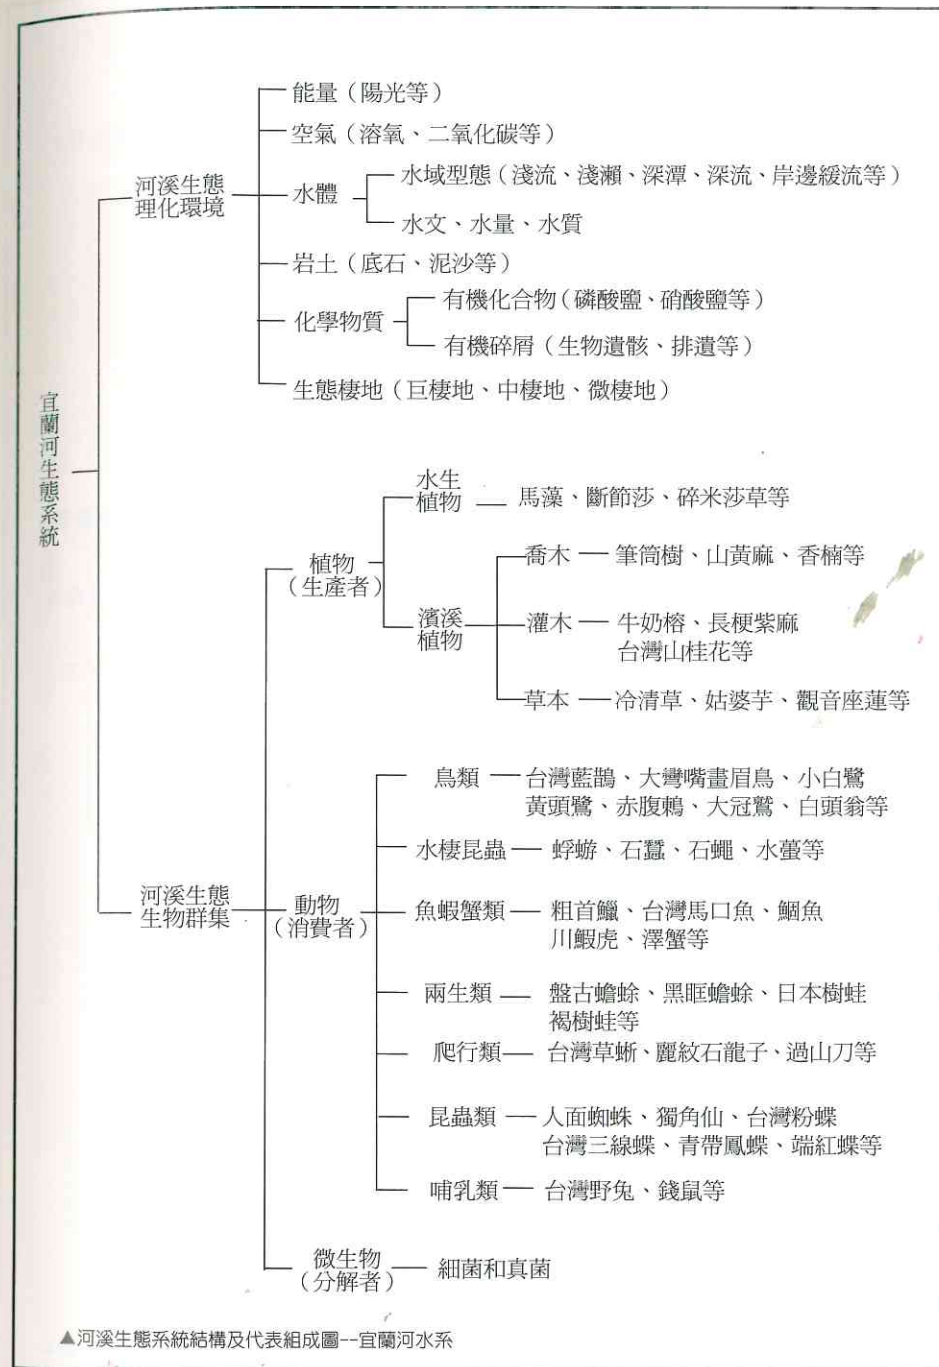 能量（陽光等）
空氣（溶氧、二氧化碳等）
河溪生態
理化環境
水體
水域型態（淺流、淺瀨、深潭、深流、岸邊緩流等）
水文、水量、水質
岩土（底石、泥沙等）
化學物質
有機化合物（磷酸鹽、硝酸鹽等）
有機碎屑（生物遺骸、排遺等）
生態棲地（巨棲地、中棲地、微棲地）
宜蘭河生態系統
水生
植物
馬藻、斷節莎、碎米莎草等
植物
（生產者）
喬木
筆筒樹、山黃麻、香楠等
濱溪
植物
灌木
牛奶榕、長梗紫麻
台灣山桂花等
草本
冷清草、姑婆芋、觀音座蓮等
鳥類
台灣藍鵲、大彎嘴畫眉鳥、小白鷺
黃頭鷺、赤腹鶇、大冠鷲、白頭翁等
水棲昆蟲
蜉蝣、石蠶、石蠅、水蠆等
河溪生態
生物群集
動物
（消費者）
魚蝦蟹類
粗首鱲、台灣馬口魚、鯝魚
川鰕虎、澤蟹等
兩生類
盤古蟾蜍、黑眶蟾蜍、日本樹蛙
褐樹蛙等
爬行類
台灣草蜥、麗紋石龍子、過山刀等
昆蟲類
人面蜘蛛、獨角仙、台灣粉蝶
台灣三線蝶、青帶鳳蝶、端紅蝶等
哺乳類
台灣野兔、錢鼠等
微生物
（分解者）
細菌和真菌
▲河溪生態系統結構及代表組成圖--宜蘭河水系